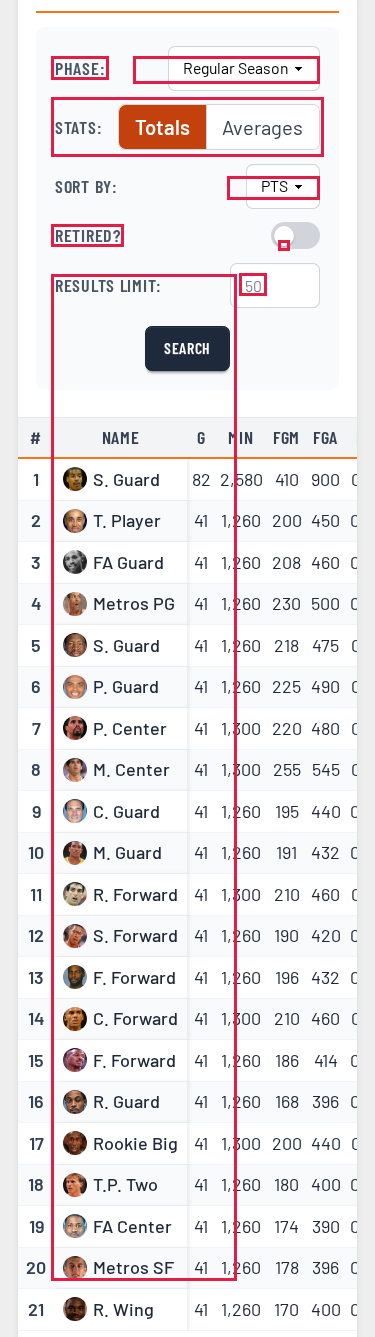 PHASE: Regular Season
STATS: Totals Averages
SORT BY: PTS
RETIRED?
RESULTS LIMIT: 50
SEARCH
# NAME G MIN FGM FGA
1 S. Guard 82 2,580 410 900
2 T. Player 41 1,260 200 450
3 FA Guard 41 1,260 208 460
4 Metros PG 41 1,260 230 500
5 S. Guard 41 1,260 218 475
6 P. Guard 41 1,260 225 490
7 P. Center 41 1,300 220 480
8 M. Center 41 1,300 255 545
9 C. Guard 41 1,260 195 440
10 M. Guard 41 1,260 191 432
11 R. Forward 41 1,300 210 460
12 S. Forward 41 1,260 190 420
13 F. Forward 41 1,260 196 432
14 C. Forward 41 1,300 210 460
15 F. Forward 41 1,260 186 414
16 R. Guard 41 1,260 168 396
17 Rookie Big 41 1,300 200 440
18 T.P. Two 41 1,260 180 400
19 FA Center 41 1,260 174 390
20 Metros SF 41 1,260 178 396
21 R. Wing 41 1,260 170 400